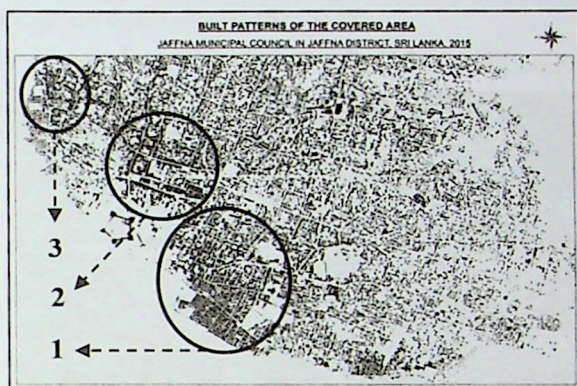 BUILT PATTERNS OF THE COVERED AREA
JAFFNA MUNICIPAL COUNCIL IN JAFFNA DISTRICT, SRI LANKA, 2015
3
2
1